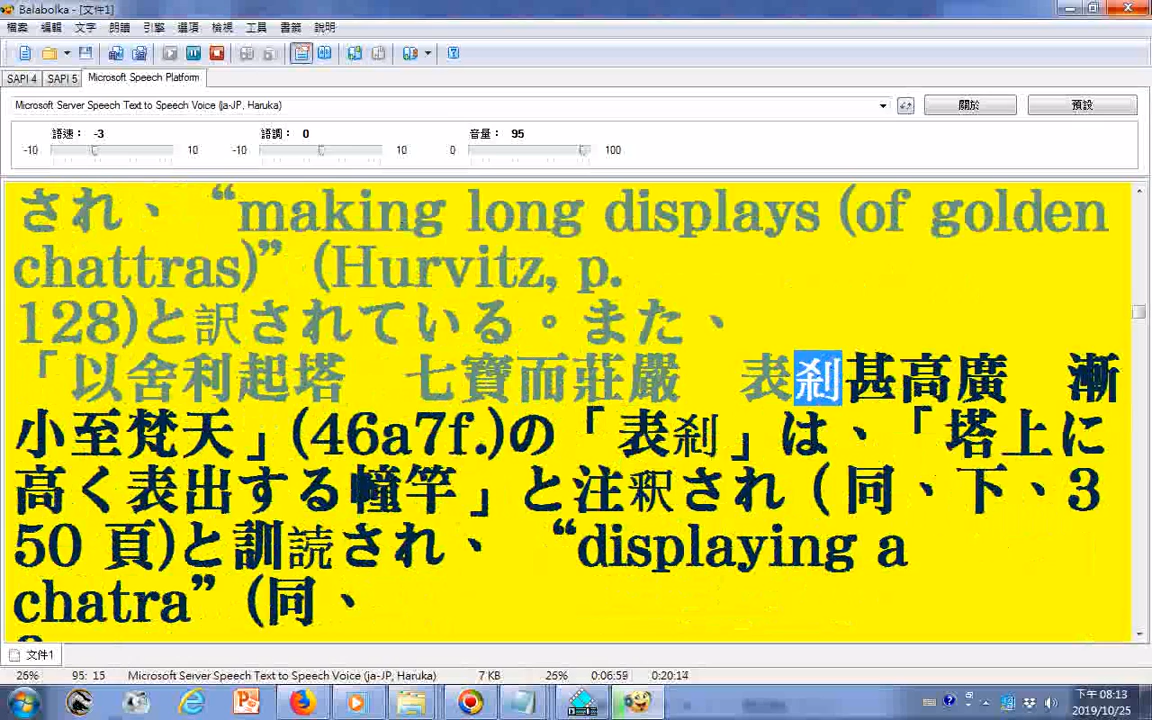 Balabolka - [文件1]
檔案 編輯 文字 朗讀 引擎 選項 檢視 工具 書籤 說明
SAPI 4 SAPI 5 Microsoft Speech Platform
Microsoft Server Speech Text to Speech Voice (ja-JP, Haruka) 關於 預設
語速： -3 語調： 0 音量： 95
-10 10 -10 10 0 100
され、“making long displays (of golden
chattras)”(Hurvitz, p.
128)と訳されている。また、
「以舍利起塔　七寶而莊嚴　表刹甚高廣　漸
小至梵天」(46a7f.)の「表刹」は、「塔上に
高く表出する幢竿」と注釈され（同、下、3
50 頁)と訓読され、“displaying a
chatra”(同、
文件1
26% 95: 15 Microsoft Server Speech Text to Speech Voice (ja-JP, Haruka) 7 KB 26% 0:06:59 0:20:14
下午 08:13
2019/10/25